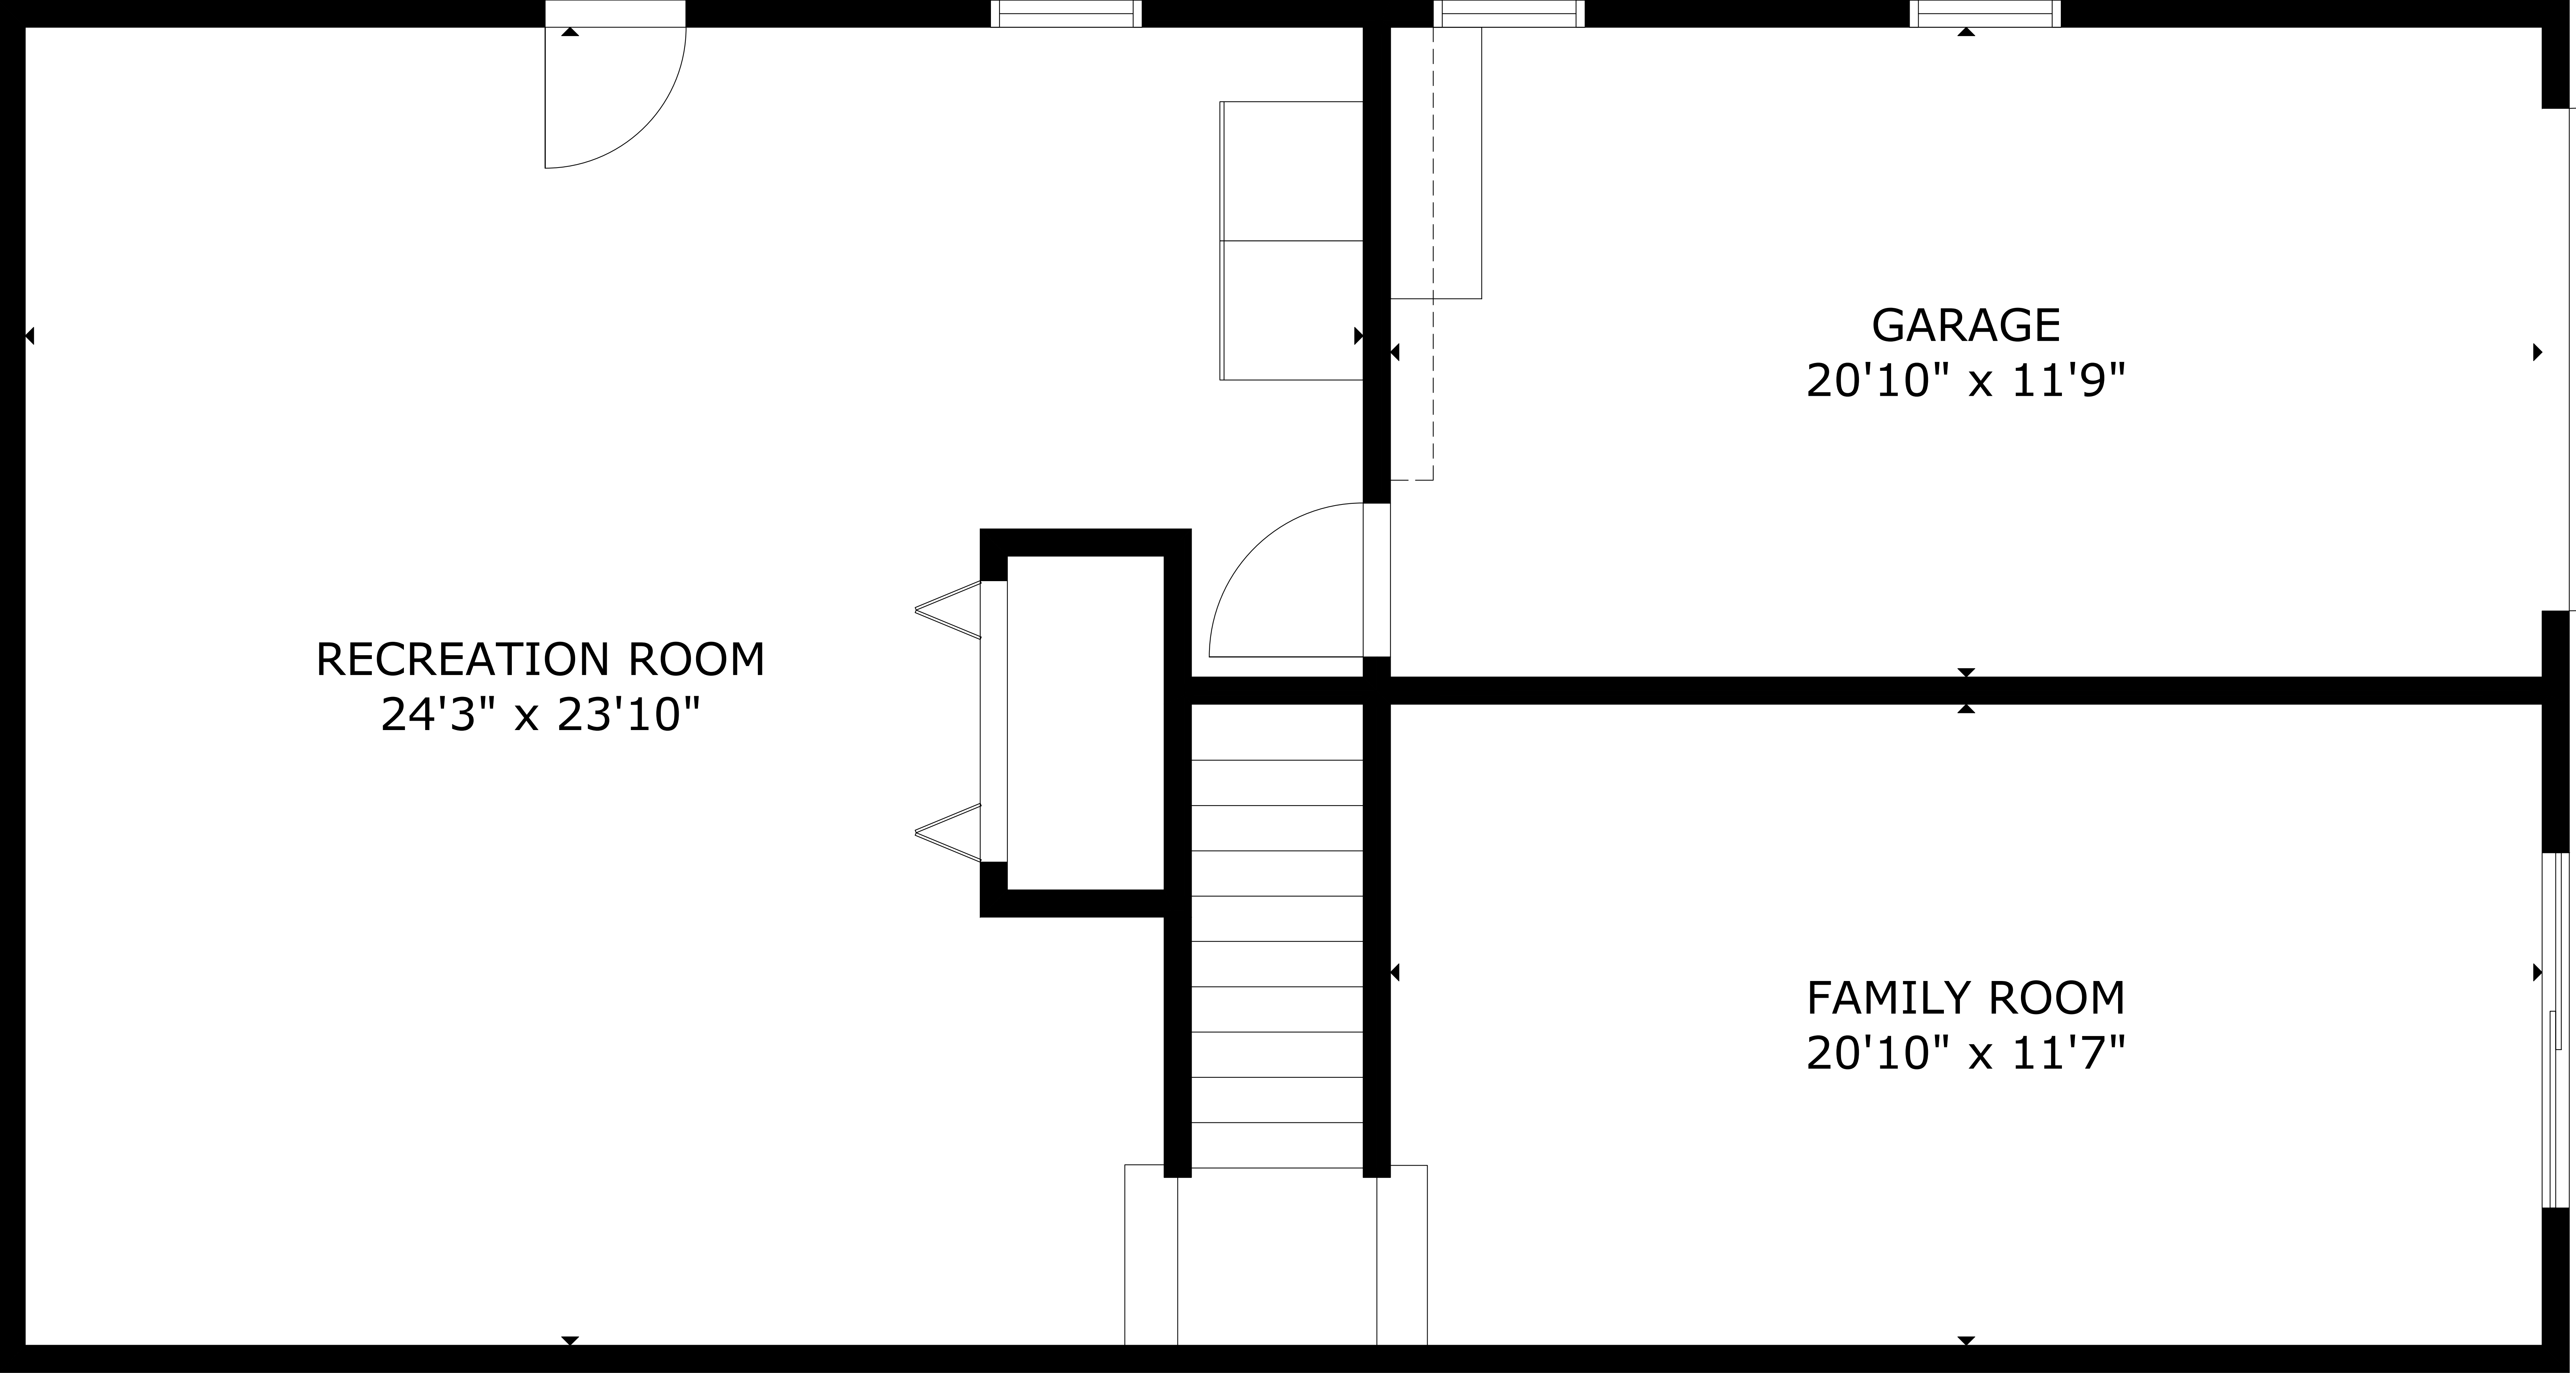 GARAGE
20'10" x 11'9"
RECREATION ROOM
24'3" x 23'10"
FAMILY ROOM
20'10" x 11'7"